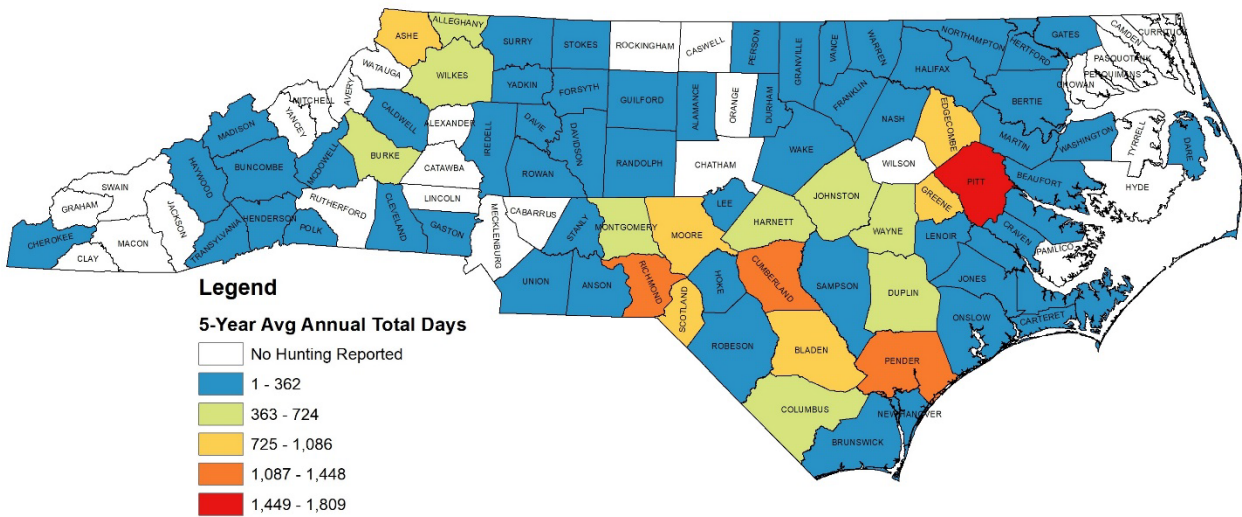 ALLEGHANY
ASHE
SURRY
STOKES
ROCKINGHAM
CASWELL
PERSON
GRANVILLE
VANCE
WARREN
NORTHAMPTON
HERTFORD
GATES
CAMDEN
CURRITUCK
PASQUOTANK
PERQUIMANS
CHOWAN
WATAUGA
WILKES
YADKIN
FORSYTH
GUILFORD
ALAMANCE
ORANGE
DURHAM
FRANKLIN
HALIFAX
BERTIE
AVERY
MITCHELL
YANCEY
CALDWELL
ALEXANDER
IREDELL
DAVIE
DAVIDSON
RANDOLPH
CHATHAM
WAKE
NASH
EDGECOMBE
MARTIN
WASHINGTON
TYRRELL
DARE
MADISON
HAYWOOD
BUNCOMBE
MCDOWELL
BURKE
CATAWBA
ROWAN
WILSON
PITT
BEAUFORT
HYDE
SWAIN
GRAHAM
JACKSON
RUTHERFORD
LINCOLN
CABARRUS
STANLY
MONTGOMERY
MOORE
LEE
HARNETT
JOHNSTON
GREENE
WAYNE
LENOIR
CRAVEN
PAMLICO
CHEROKEE
CLAY
MACON
TRANSYLVANIA
HENDERSON
POLK
CLEVELAND
GASTON
MECKLENBURG
UNION
ANSON
RICHMOND
SCOTLAND
HOKE
CUMBERLAND
SAMPSON
DUPLIN
JONES
ONSLOW
CARTERET
ROBESON
BLADEN
PENDER
COLUMBUS
NEW HANOVER
BRUNSWICK
Legend
5-Year Avg Annual Total Days
No Hunting Reported
1 - 362
363 - 724
725 - 1,086
1,087 - 1,448
1,449 - 1,809